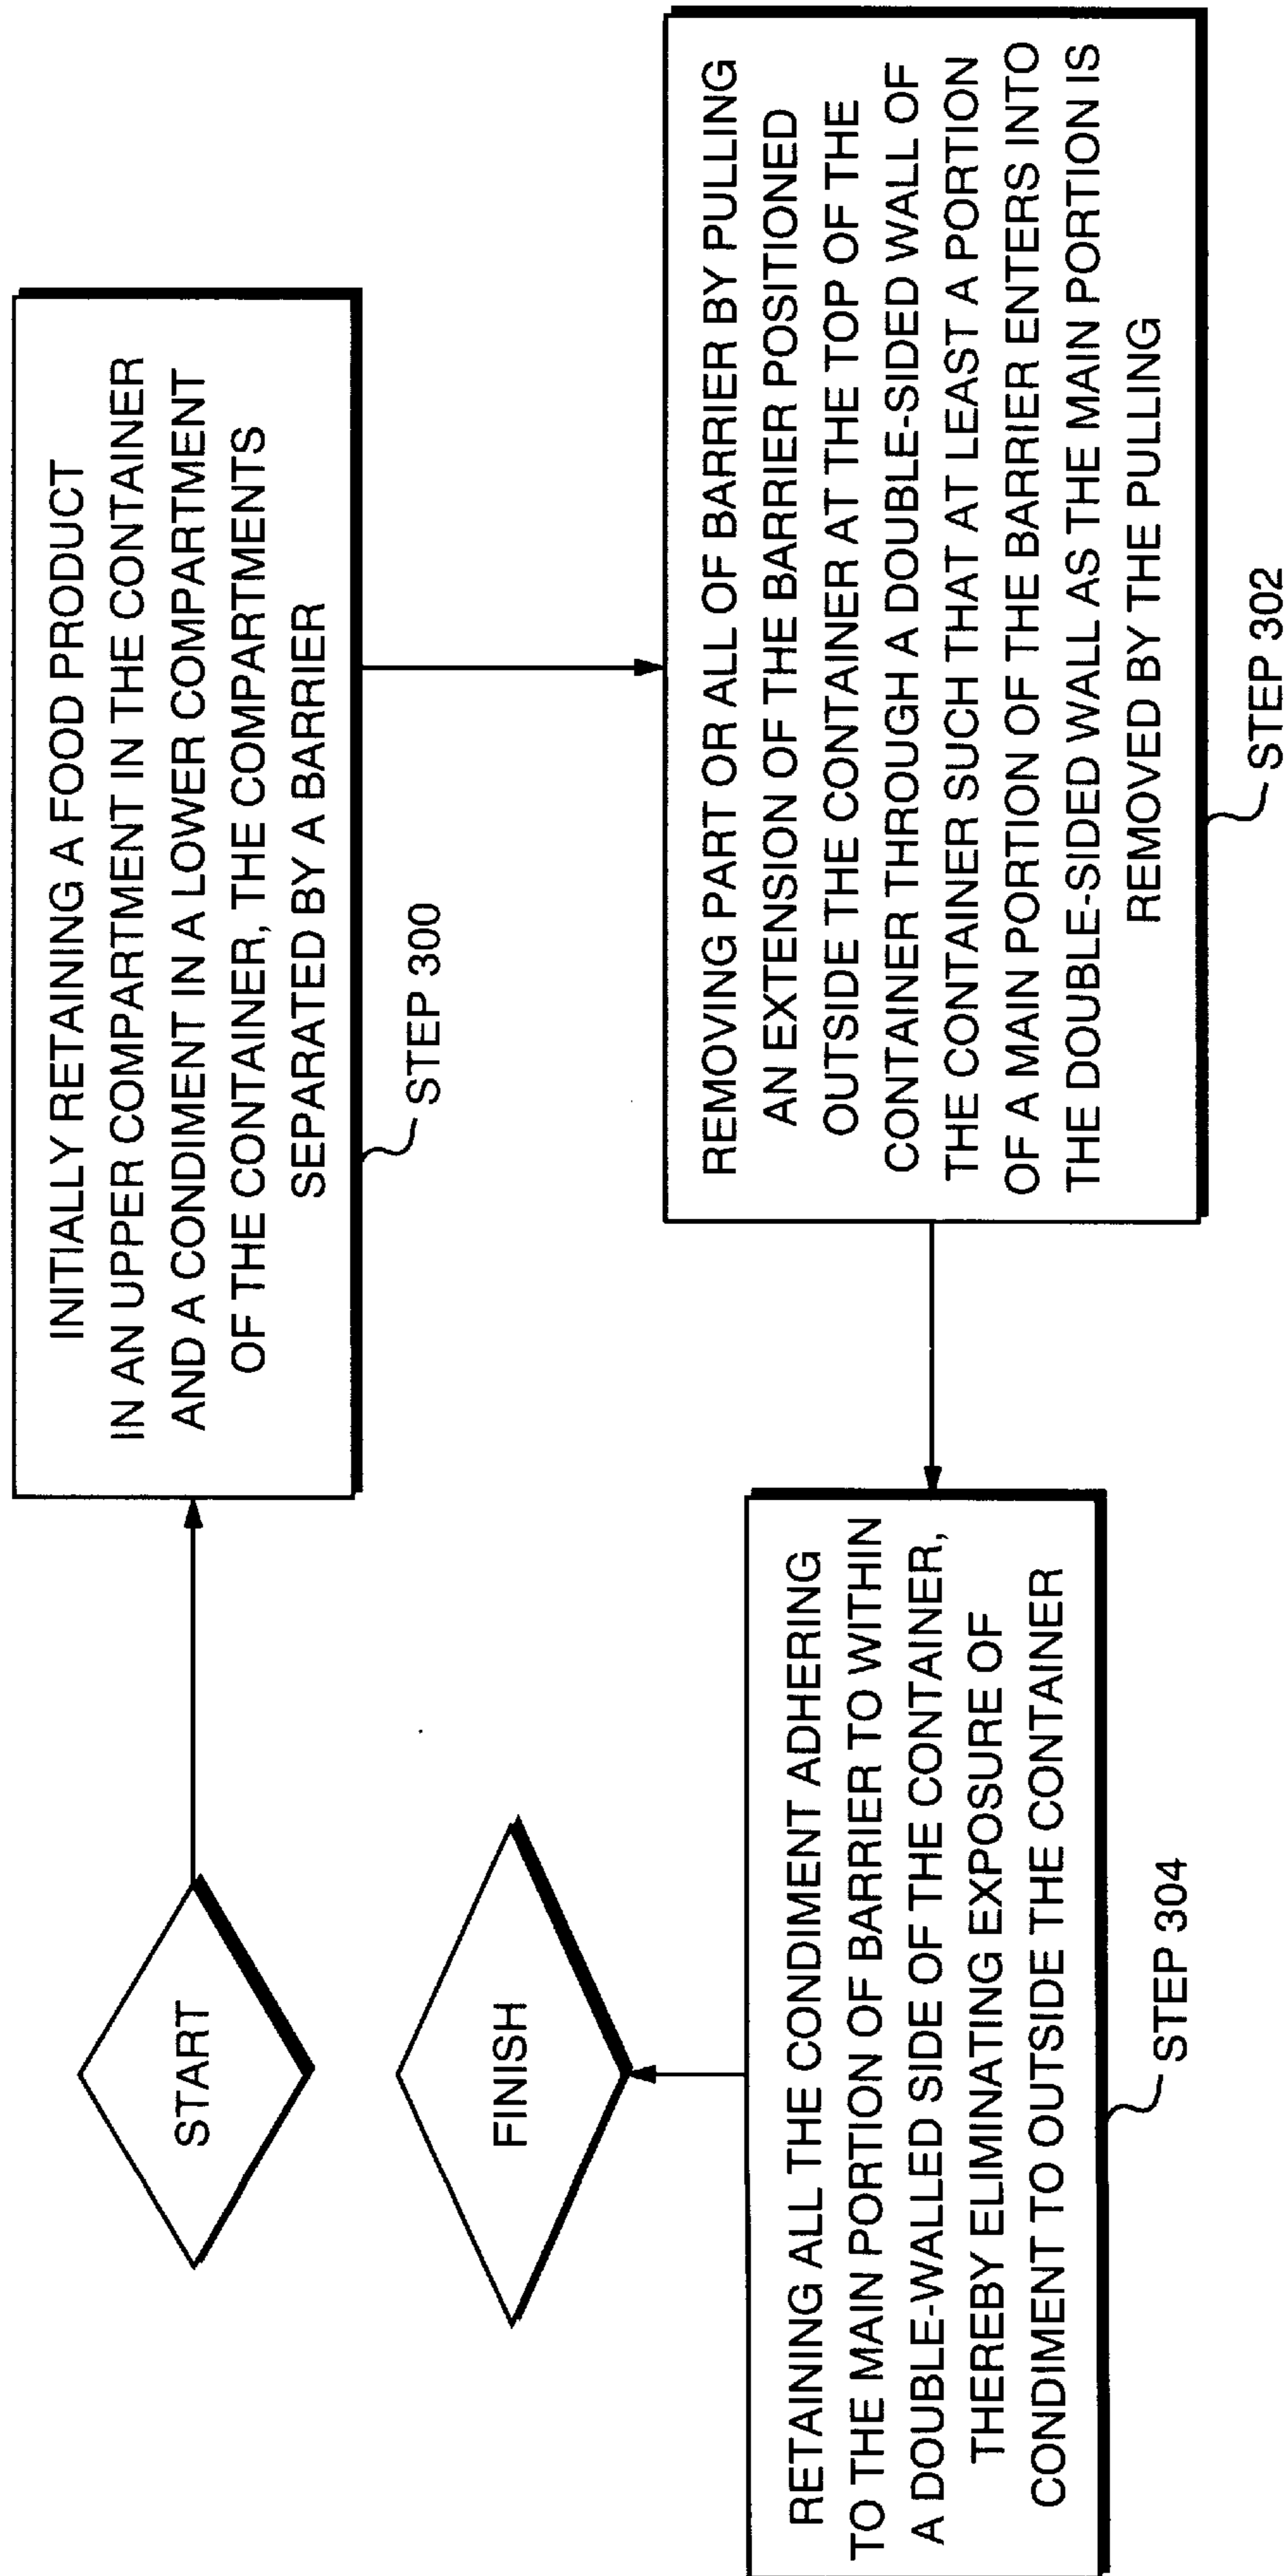 START
INITIALLY RETAINING A FOOD PRODUCT
IN AN UPPER COMPARTMENT IN THE CONTAINER
AND A CONDIMENT IN A LOWER COMPARTMENT
OF THE CONTAINER, THE COMPARTMENTS
SEPARATED BY A BARRIER
STEP 300
REMOVING PART OR ALL OF BARRIER BY PULLING
AN EXTENSION OF THE BARRIER POSITIONED
OUTSIDE THE CONTAINER AT THE TOP OF THE
CONTAINER THROUGH A DOUBLE-SIDED WALL OF
THE CONTAINER SUCH THAT AT LEAST A PORTION
OF A MAIN PORTION OF THE BARRIER ENTERS INTO
THE DOUBLE-SIDED WALL AS THE MAIN PORTION IS
REMOVED BY THE PULLING
STEP 302
RETAINING ALL THE CONDIMENT ADHERING
TO THE MAIN PORTION OF BARRIER TO WITHIN
A DOUBLE-WALLED SIDE OF THE CONTAINER,
THEREBY ELIMINATING EXPOSURE OF
CONDIMENT TO OUTSIDE THE CONTAINER
STEP 304
FINISH